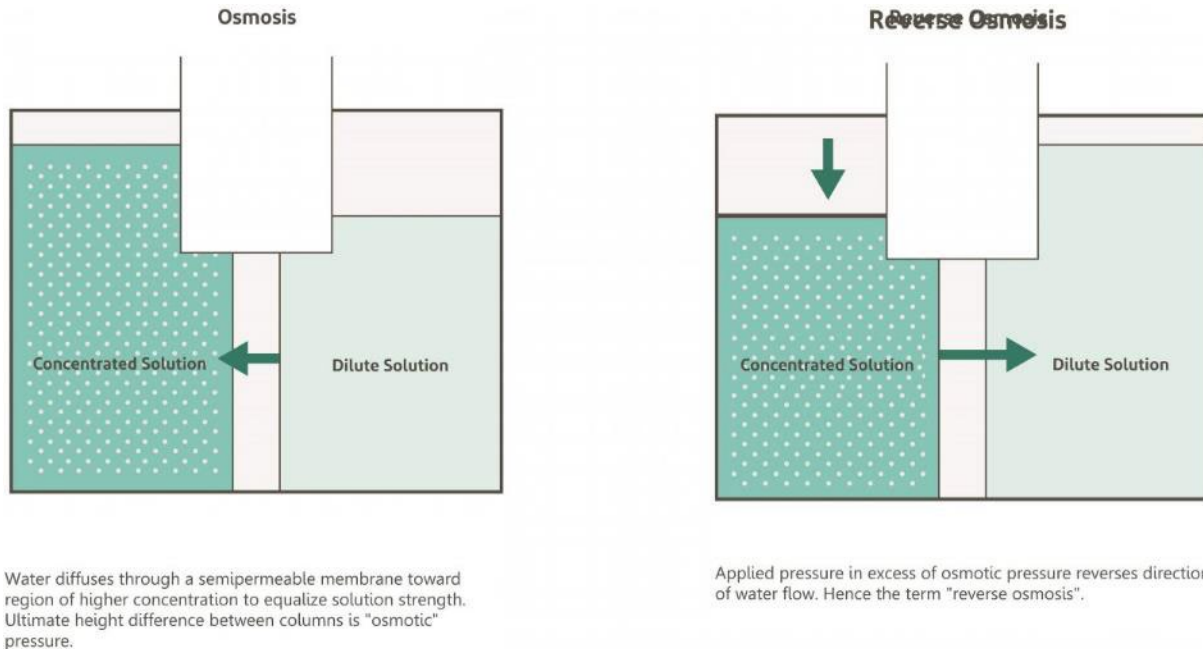 Osmosis
Reverse Osmosis
Reverse Osmosis
Concentrated Solution
Dilute Solution
Concentrated Solution
Dilute Solution
Water diffuses through a semipermeable membrane toward
region of higher concentration to equalize solution strength.
Ultimate height difference between columns is "osmotic"
pressure.
Applied pressure in excess of osmotic pressure reverses direction
of water flow. Hence the term "reverse osmosis".